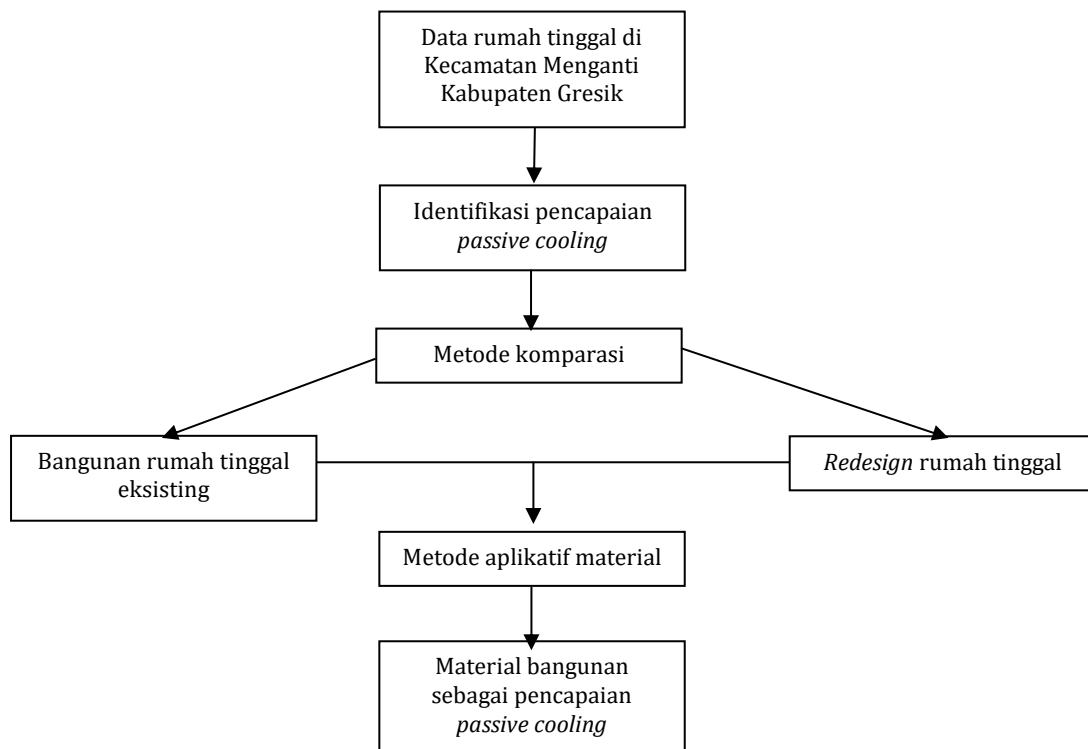 Data rumah tinggal di
Kecamatan Menganti
Kabupaten Gresik
Identifikasi pencapaian
passive cooling
Metode komparasi
Bangunan rumah tinggal
eksisting
Redesign rumah tinggal
Metode aplikatif material
Material bangunan
sebagai pencapaian
passive cooling